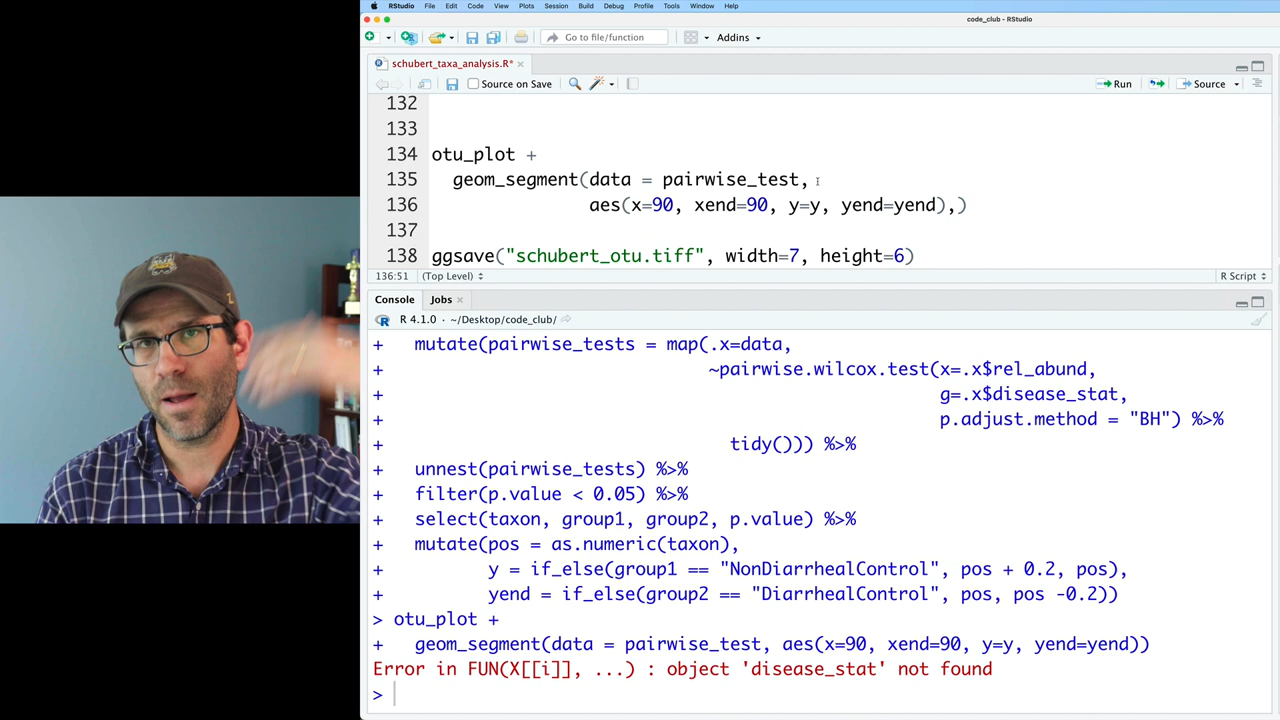 RStudio File Edit Code View Plots Session Build Debug Profile Tools Window Help
code_club - RStudio
Go to file/function Addins
schubert_taxa_analysis.R*
Source on Save Run Source
132
133
134 otu_plot +
135 geom_segment(data = pairwise_test,
136 aes(x=90, xend=90, y=y, yend=yend),)
137
138 ggsave("schubert_otu.tiff", width=7, height=6)
136:51 (Top Level) R Script
Console Jobs
R 4.1.0 · ~/Desktop/code_club/
+ mutate(pairwise_tests = map(.x=data,
+ ~pairwise.wilcox.test(x=.x$rel_abund,
+ g=.x$disease_stat,
+ p.adjust.method = "BH") %>%
+ tidy())) %>%
+ unnest(pairwise_tests) %>%
+ filter(p.value < 0.05) %>%
+ select(taxon, group1, group2, p.value) %>%
+ mutate(pos = as.numeric(taxon),
+ y = if_else(group1 == "NonDiarrhealControl", pos + 0.2, pos),
+ yend = if_else(group2 == "DiarrhealControl", pos, pos -0.2))
> otu_plot +
+ geom_segment(data = pairwise_test, aes(x=90, xend=90, y=y, yend=yend))
Error in FUN(X[[i]], ...) : object 'disease_stat' not found
>